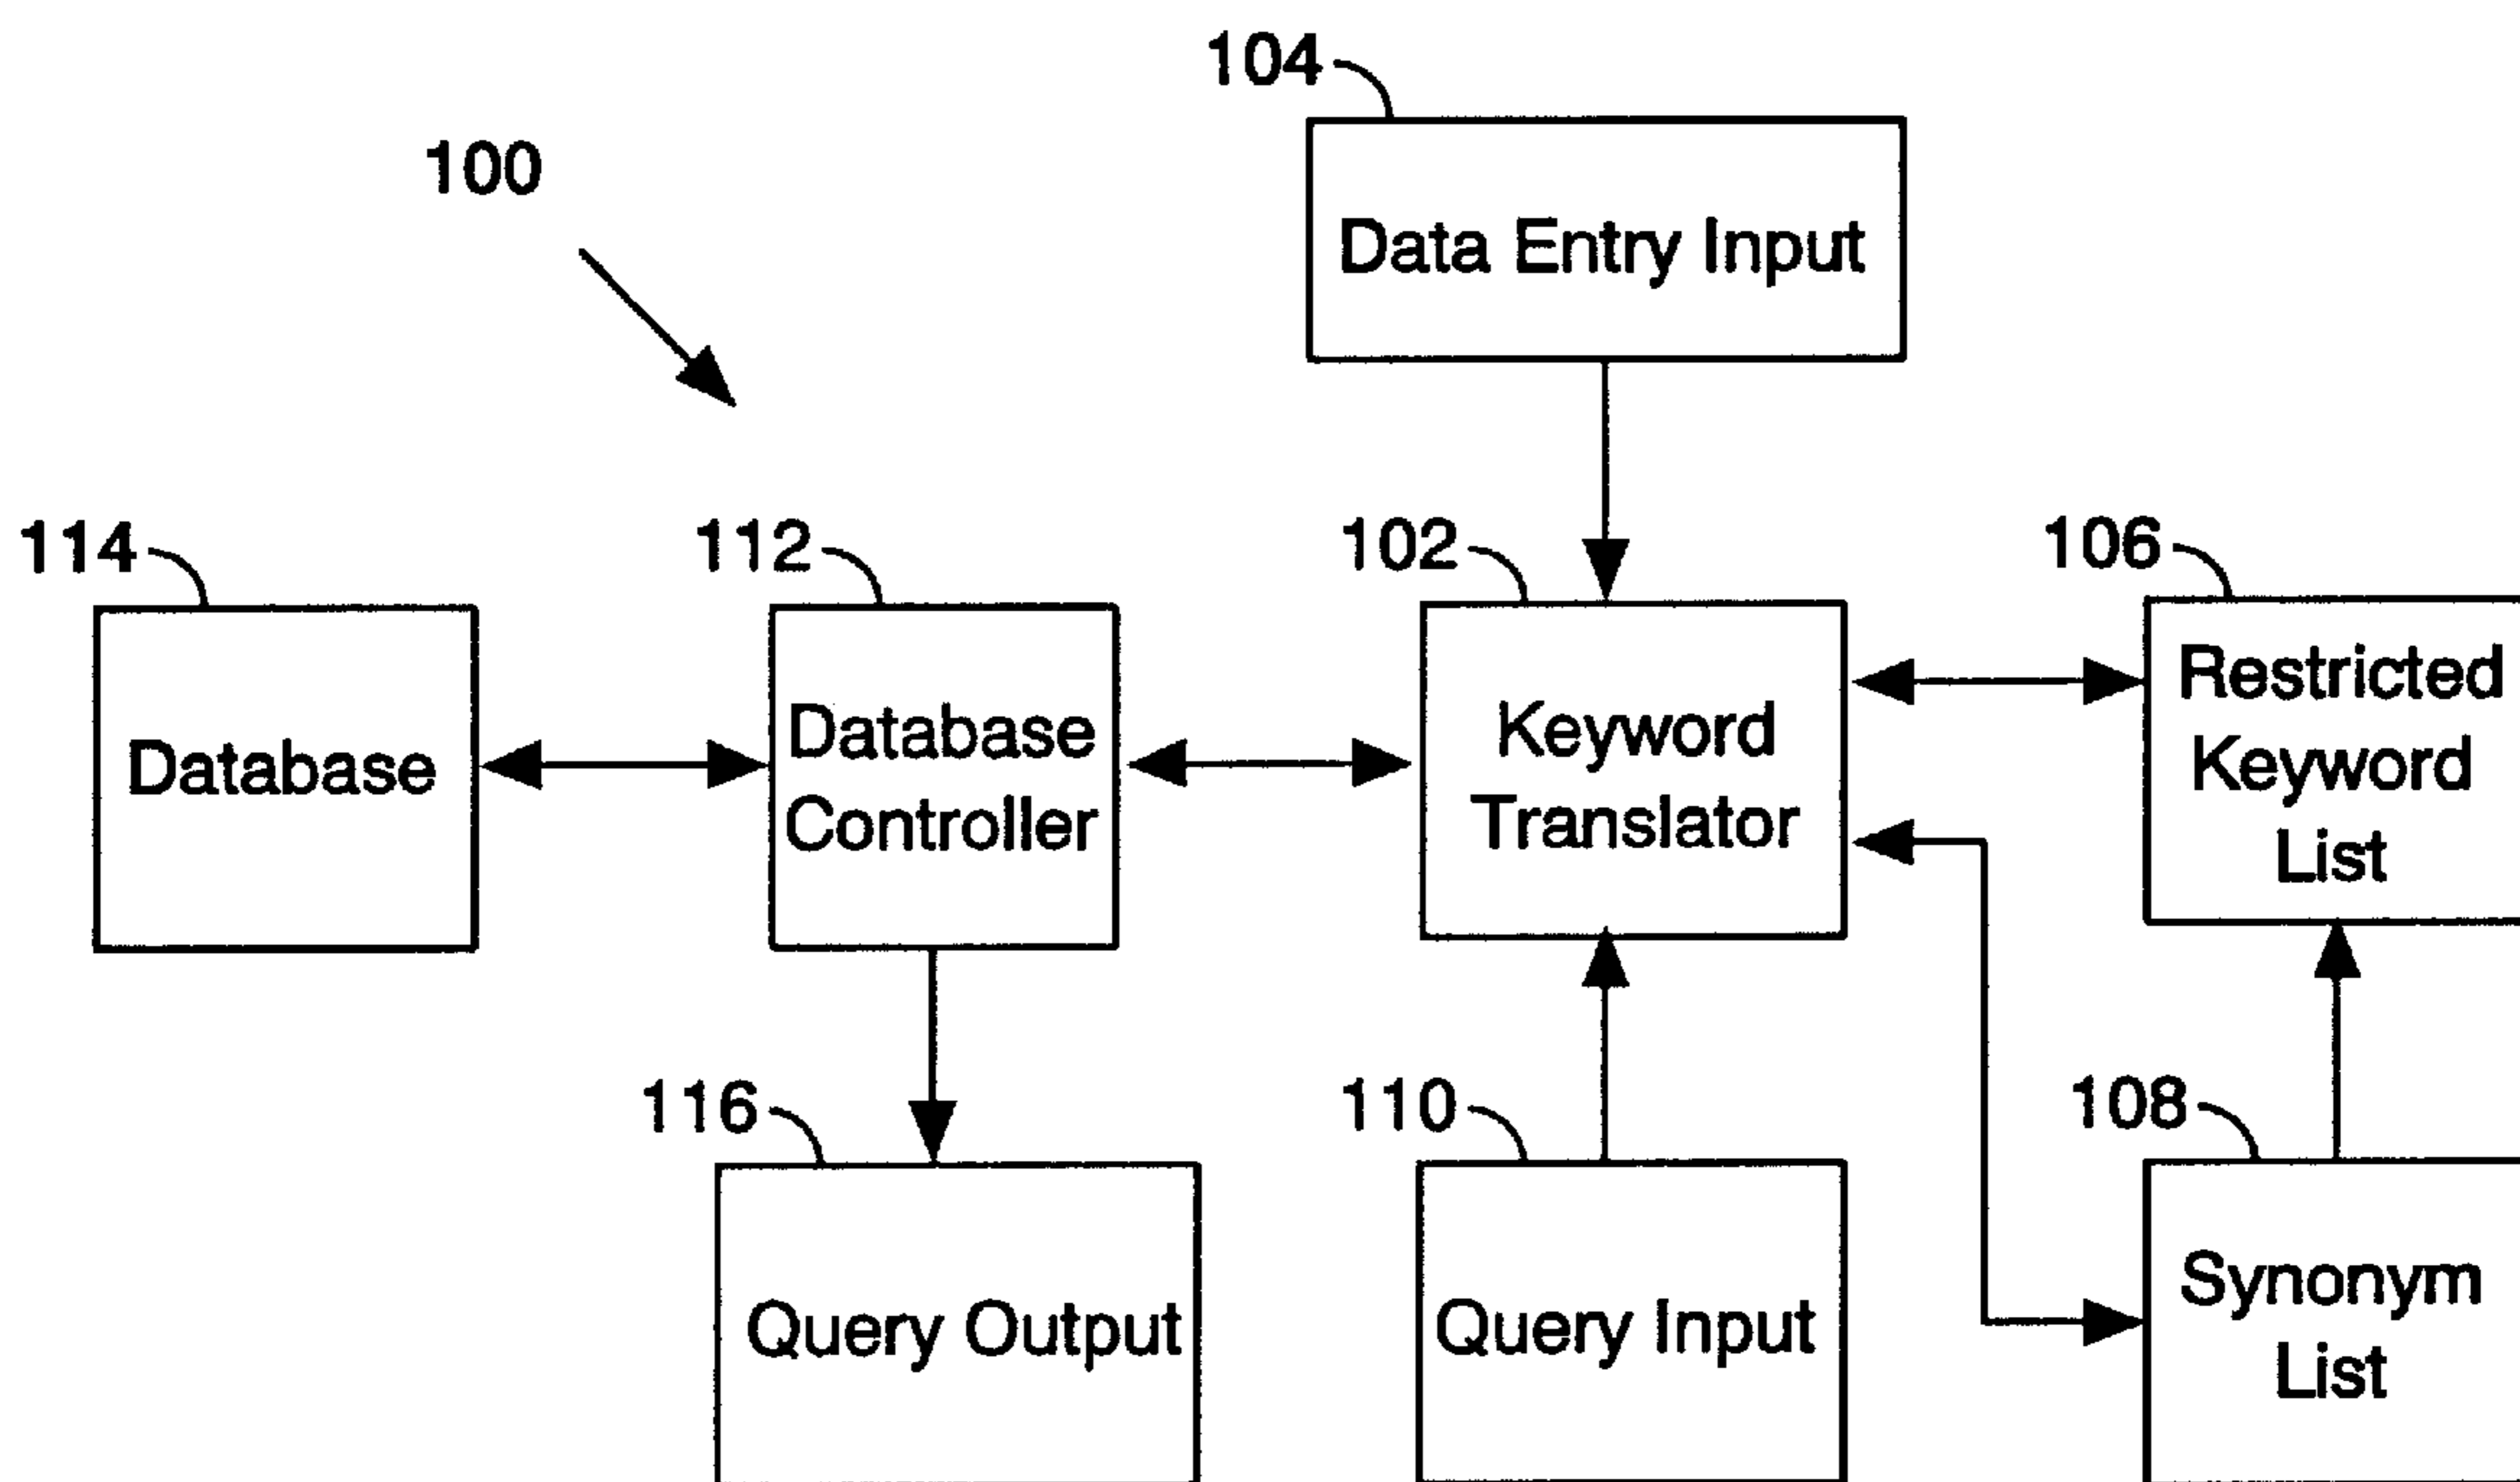 104
100
Data Entry Input
114
112
102
106
Database
Database
Controller
Keyword
Translator
Restricted
Keyword
List
116
110
108
Query Output
Query Input
Synonym
List